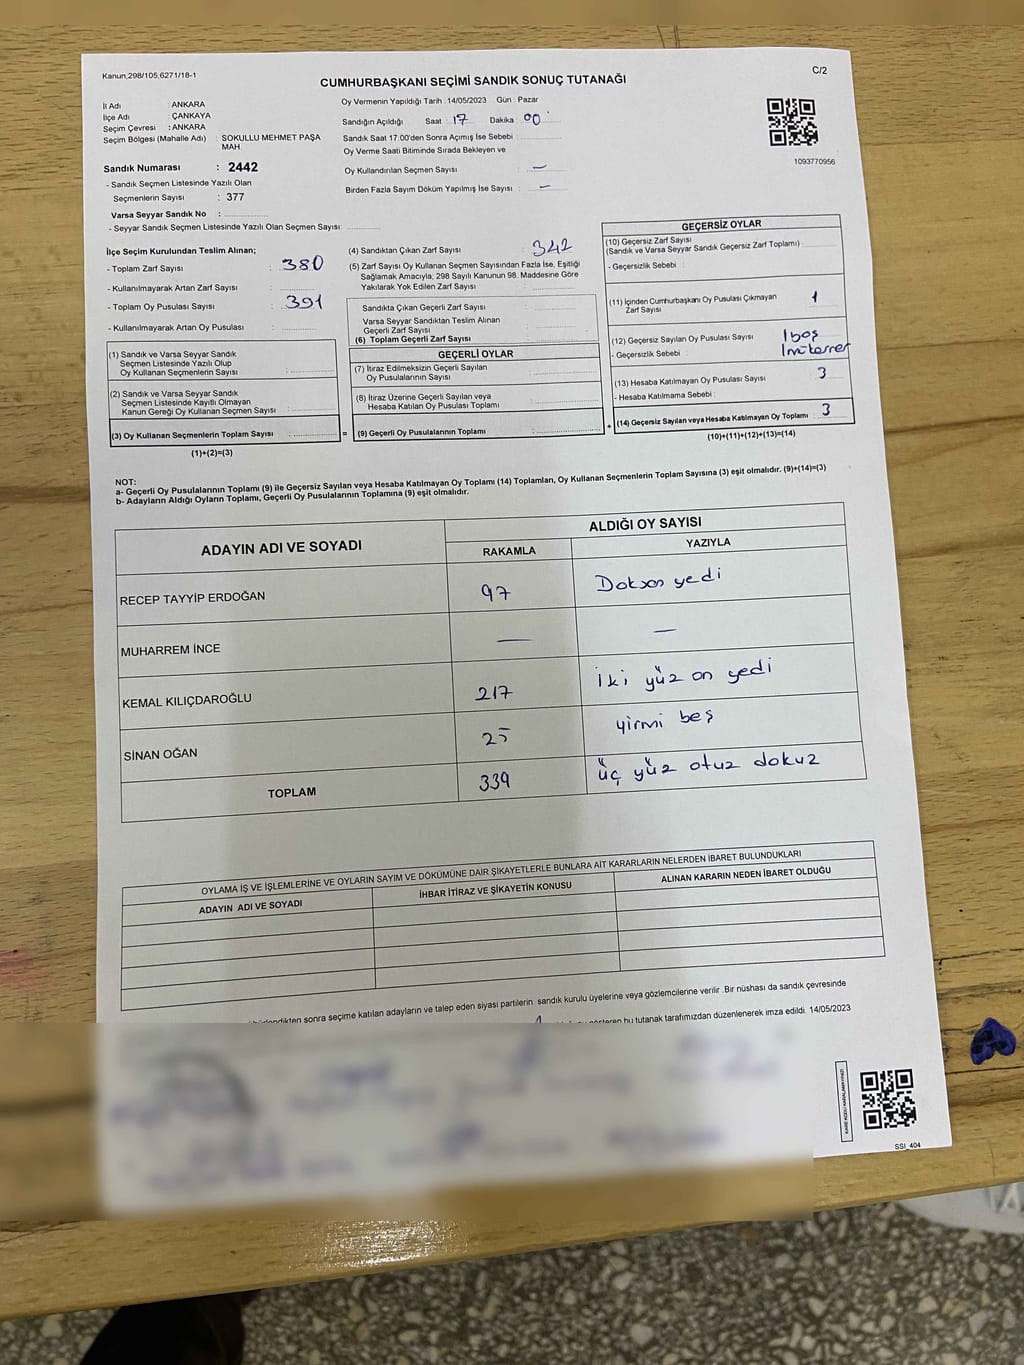 Kanun;298/105;6271/18-1
C/2
CUMHURBAŞKANI SEÇİMİ SANDIK SONUÇ TUTANAĞI
İl Adı : ANKARA
İlçe Adı : ÇANKAYA
Seçim Çevresi : ANKARA
Seçim Bölgesi (Mahalle Adı) : SOKULLU MEHMET PAŞA
MAH.
Sandık Numarası : 2442
- Sandık Seçmen Listesinde Yazılı Olan
Seçmenlerin Sayısı : 377
Varsa Seyyar Sandık No :
- Seyyar Sandık Seçmen Listesinde Yazılı Olan Seçmen Sayısı:
Oy Vermenin Yapıldığı Tarih : 14/05/2023 Gün : Pazar
Sandığın Açıldığı Saat : 17 Dakika : 00
Sandık Saat 17.00'den Sonra Açımış İse Sebebi :
Oy Verme Saati Bitiminde Sırada Bekleyen ve
Oy Kullandırılan Seçmen Sayısı : —
Birden Fazla Sayım Döküm Yapılmış İse Sayısı : —
1093770956
İlçe Seçim Kurulundan Teslim Alınan;
- Toplam Zarf Sayısı : 380
- Kullanılmayarak Artan Zarf Sayısı :
- Toplam Oy Pusulası Sayısı : 391
- Kullanılmayarak Artan Oy Pusulası :
(1) Sandık ve Varsa Seyyar Sandık
Seçmen Listesinde Yazılı Olup
Oy Kullanan Seçmenlerin Sayısı :
(2) Sandık ve Varsa Seyyar Sandık
Seçmen Listesinde Kayıtlı Olmayan
Kanun Gereği Oy Kullanan Seçmen Sayısı :
(3) Oy Kullanan Seçmenlerin Toplam Sayısı :
(1)+(2)=(3)
(4) Sandıktan Çıkan Zarf Sayısı : 342
(5) Zarf Sayısı Oy Kullanan Seçmen Sayısından Fazla İse, Eşitliği
Sağlamak Amacıyla, 298 Sayılı Kanunun 98. Maddesine Göre
Yakılarak Yok Edilen Zarf Sayısı :
Sandıkta Çıkan Geçerli Zarf Sayısı :
Varsa Seyyar Sandıktan Teslim Alınan
Geçerli Zarf Sayısı :
(6) Toplam Geçerli Zarf Sayısı :
GEÇERLİ OYLAR
(7) İtiraz Edilmeksizin Geçerli Sayılan
Oy Pusulalarının Sayısı :
(8) İtiraz Üzerine Geçerli Sayılan veya
Hesaba Katılan Oy Pusulası Toplamı :
= (9) Geçerli Oy Pusulalarının Toplamı :
GEÇERSİZ OYLAR
(10) Geçersiz Zarf Sayısı
(Sandık ve Varsa Seyyar Sandık Geçersiz Zarf Toplamı) :
- Geçersizlik Sebebi :
(11) İçinden Cumhurbaşkanı Oy Pusulası Çıkmayan
Zarf Sayısı : 1
(12) Geçersiz Sayılan Oy Pusulası Sayısı : 1 boş
- Geçersizlik Sebebi : 1 mükerrer
(13) Hesaba Katılmayan Oy Pusulası Sayısı : 3
- Hesaba Katılmama Sebebi :
+ (14) Geçersiz Sayılan veya Hesaba Katılmayan Oy Toplamı : 3
(10)+(11)+(12)+(13)=(14)
NOT:
a- Geçerli Oy Pusulalarının Toplamı (9) ile Geçersiz Sayılan veya Hesaba Katılmayan Oy Toplamı (14) Toplamları, Oy Kullanan Seçmenlerin Toplam Sayısına (3) eşit olmalıdır. (9)+(14)=(3)
b- Adayların Aldığı Oyların Toplamı, Geçerli Oy Pusulalarının Toplamına (9) eşit olmalıdır.
ADAYIN ADI VE SOYADI
ALDIĞI OY SAYISI
RAKAMLA YAZIYLA
RECEP TAYYİP ERDOĞAN 97 Doksan yedi
MUHARREM İNCE — —
KEMAL KILIÇDAROĞLU 217 iki yüz on yedi
SİNAN OĞAN 25 yirmi beş
TOPLAM 339 üç yüz otuz dokuz
OYLAMA İŞ VE İŞLEMLERİNE VE OYLARIN SAYIM VE DÖKÜMÜNE DAİR ŞİKAYETLERLE BUNLARA AİT KARARLARIN NELERDEN İBARET BULUNDUKLARI
ADAYIN ADI VE SOYADI İHBAR İTİRAZ VE ŞİKAYETİN KONUSU ALINAN KARARIN NEDEN İBARET OLDUĞU
sonra seçime katılan adayların ve talep eden siyasi partilerin sandık kurulu üyelerine veya gözlemcilerine verilir .Bir nüshası da sandık çevresinde
gösteren bu tutanak tarafımızdan düzenlenerek imza edildi. 14/05/2023
SSI_404